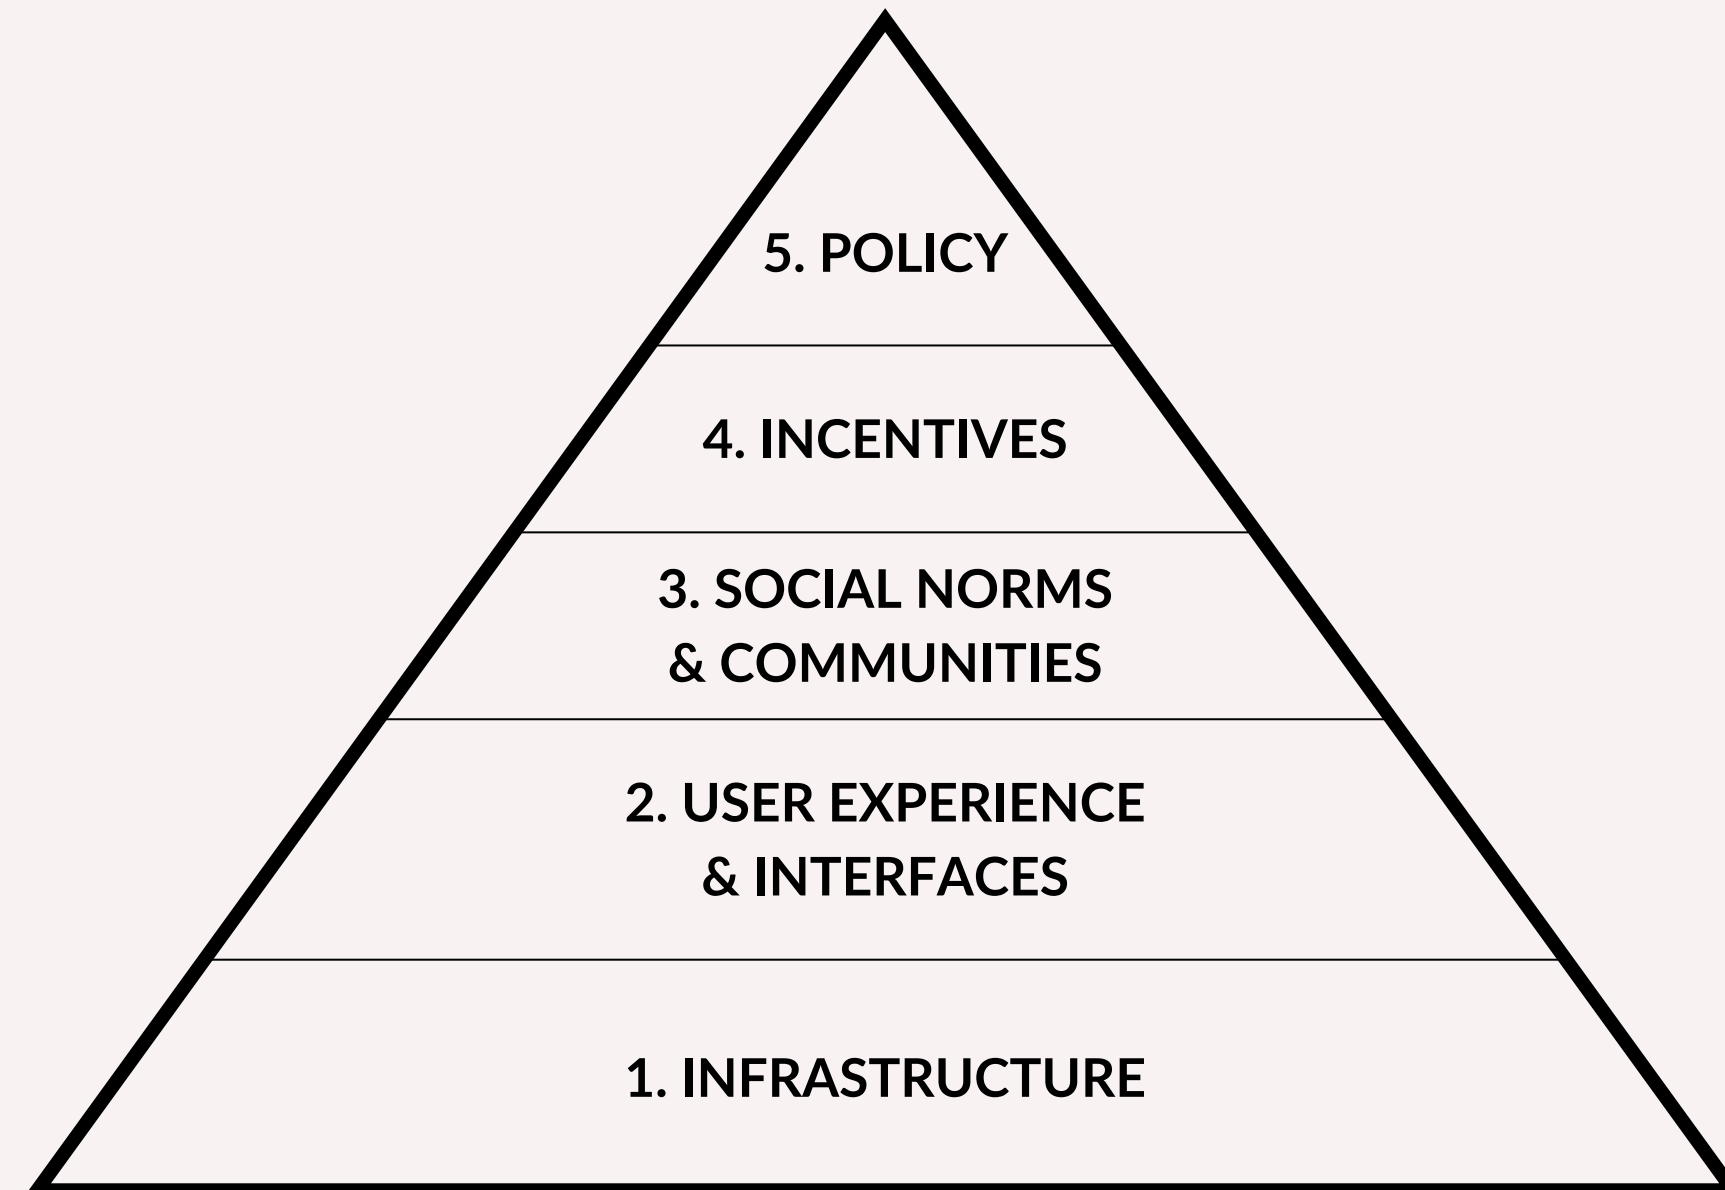 5. POLICY
4. INCENTIVES
3. SOCIAL NORMS
& COMMUNITIES
2. USER EXPERIENCE
& INTERFACES
1. INFRASTRUCTURE